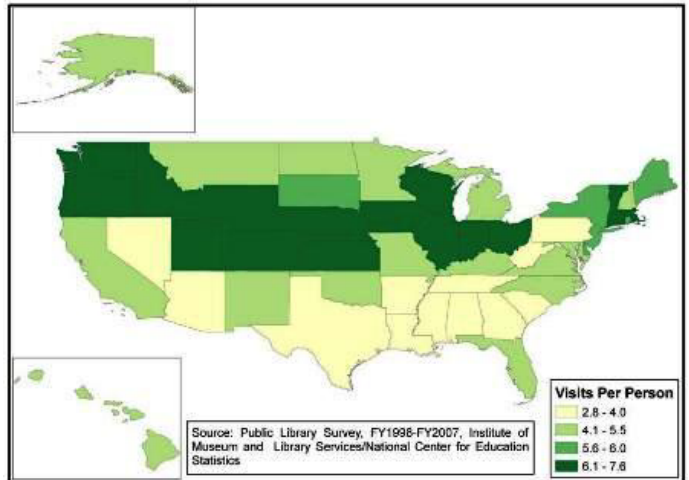 Visits Per Person
2.8 - 4.0
4.1 - 5.5
5.6 - 6.0
6.1 - 7.6
Source: Public Library Survey, FY1998-FY2007, Institute of
Museum and Library Services/National Center for Education
Statistics